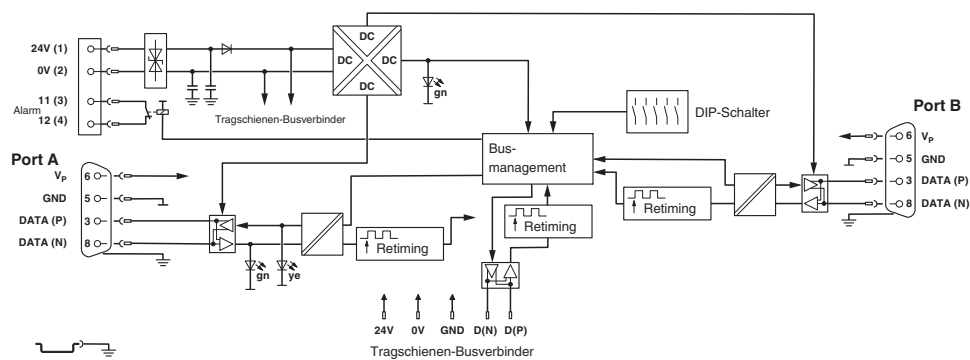 24V (1)
0V (2)
11 (3)
Alarm
12 (4)
DC
DC
DC
DC
gn
Tragschienen-Busverbinder
DIP-Schalter
Bus-
management
Port A
6
VP
5
GND
3
DATA (P)
8
DATA (N)
gn
ye
Retiming
Retiming
Retiming
Port B
6
VP
5
GND
3
DATA (P)
8
DATA (N)
24V
0V
GND
D(N)
D(P)
Tragschienen-Busverbinder